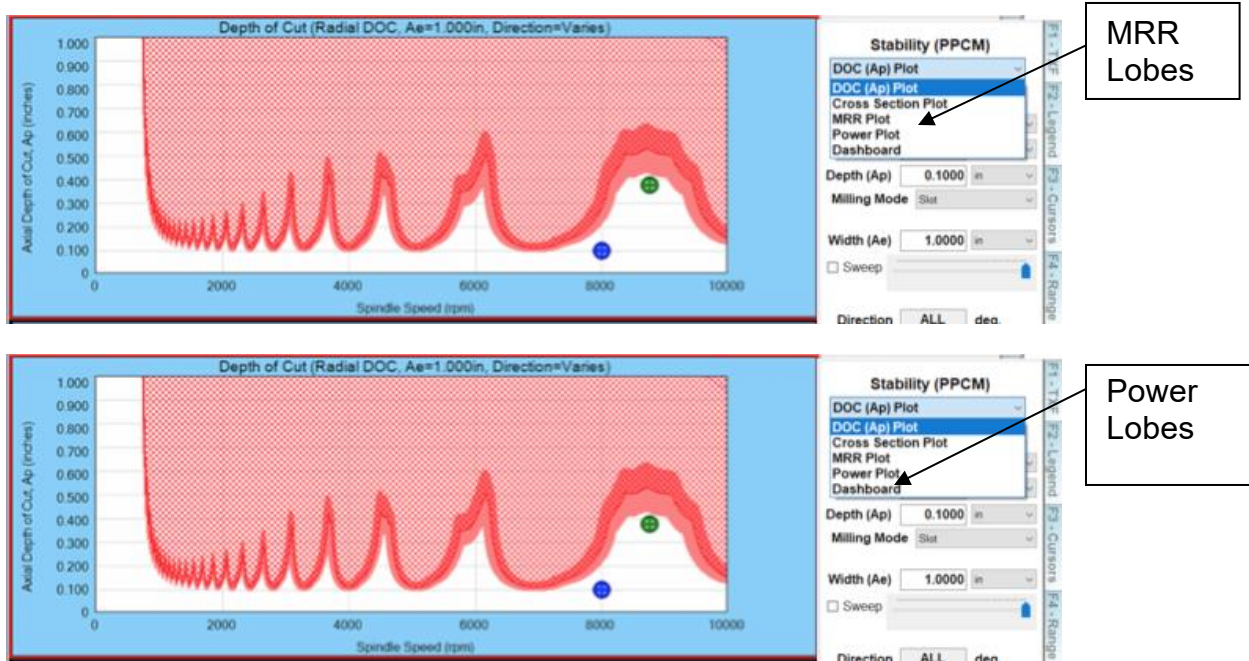 Depth of Cut (Radial DOC, Ae=1.000in, Direction=Varies)
1.000
0.900
0.800
0.700
0.600
0.500
0.400
0.300
0.200
0.100
0
Axial Depth of Cut, Ap (inches)
0 2000 4000 6000 8000 10000
Spindle Speed (rpm)
Stability (PPCM)
DOC (Ap) Plot
DOC (Ap) Plot
Cross Section Plot
MRR Plot
Power Plot
Dashboard
Depth (Ap) 0.1000 in
Milling Mode Slot
Width (Ae) 1.0000 in
Sweep
Direction ALL deg.
F1 - TXF
F2 - Legend
F3 - Cursors
F4 - Range
MRR
Lobes
Depth of Cut (Radial DOC, Ae=1.000in, Direction=Varies)
1.000
0.900
0.800
0.700
0.600
0.500
0.400
0.300
0.200
0.100
0
Axial Depth of Cut, Ap (inches)
0 2000 4000 6000 8000 10000
Spindle Speed (rpm)
Stability (PPCM)
DOC (Ap) Plot
DOC (Ap) Plot
Cross Section Plot
MRR Plot
Power Plot
Dashboard
Depth (Ap) 0.1000 in
Milling Mode Slot
Width (Ae) 1.0000 in
Sweep
Direction ALL deg.
F1 - TXF
F2 - Legend
F3 - Cursors
F4 - Range
Power
Lobes